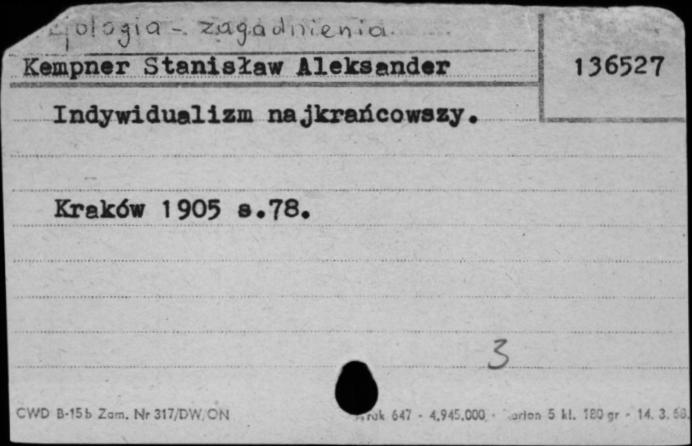 - zagadnienia
Kempner Stanisław Aleksander
136527
Indywidualizm najkrańcowszy.
Kraków 1905 s.78.
3
CWD B-15b Zam. Nr 317/DW/ON
647 - 4.945.000 - 5 kl. 180 gr - 14. 3.